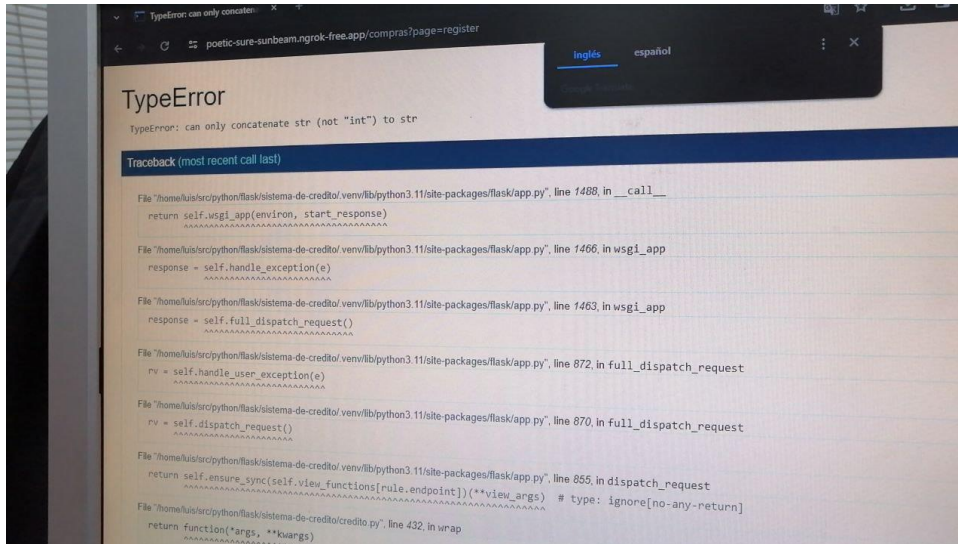 TypeError: can only concaten
poetic-sure-sunbeam.ngrok-free.app/compras?page=register
inglés español
TypeError
TypeError: can only concatenate str (not "int") to str
Traceback (most recent call last)
File "/home/luis/src/python/flask/sistema-de-credito/.venv/lib/python3.11/site-packages/flask/app.py", line 1488, in __call__
return self.wsgi_app(environ, start_response)
^^^^^^^^^^^^^^^^^^^^^^^^^^^^^^^^^^^^^
File "/home/luis/src/python/flask/sistema-de-credito/.venv/lib/python3.11/site-packages/flask/app.py", line 1466, in wsgi_app
response = self.handle_exception(e)
^^^^^^^^^^^^^^^^^^^^^^^^
File "/home/luis/src/python/flask/sistema-de-credito/.venv/lib/python3.11/site-packages/flask/app.py", line 1463, in wsgi_app
response = self.full_dispatch_request()
^^^^^^^^^^^^^^^^^^^^^^^^^^^^
File "/home/luis/src/python/flask/sistema-de-credito/.venv/lib/python3.11/site-packages/flask/app.py", line 872, in full_dispatch_request
rv = self.handle_user_exception(e)
^^^^^^^^^^^^^^^^^^^^^^^^^^^^^
File "/home/luis/src/python/flask/sistema-de-credito/.venv/lib/python3.11/site-packages/flask/app.py", line 870, in full_dispatch_request
rv = self.dispatch_request()
^^^^^^^^^^^^^^^^^^^^^^^
File "/home/luis/src/python/flask/sistema-de-credito/.venv/lib/python3.11/site-packages/flask/app.py", line 855, in dispatch_request
return self.ensure_sync(self.view_functions[rule.endpoint])(**view_args) # type: ignore[no-any-return]
^^^^^^^^^^^^^^^^^^^^^^^^^^^^^^^^^^^^^^^^^^^^^^^^^^^^^^^^^^^^^^^^^
File "/home/luis/src/python/flask/sistema-de-credito/credito.py", line 432, in wrap
return function(*args, **kwargs)
^^^^^^^^^^^^^^^^^^^^^^^^^